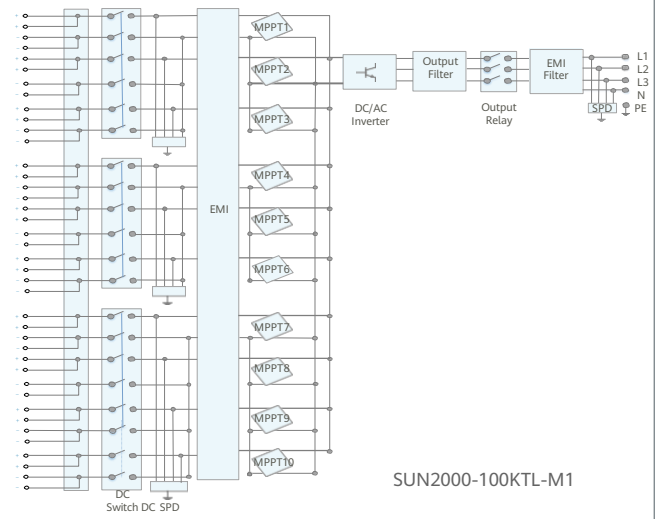 MPPT1
MPPT2
MPPT3
MPPT4
MPPT5
MPPT6
MPPT7
MPPT8
MPPT9
MPPT10
EMI
DC/AC
Inverter
Output
Filter
Output
Relay
EMI
Filter
SPD
L1
L2
L3
N
PE
DC
Switch DC SPD
SUN2000-100KTL-M1